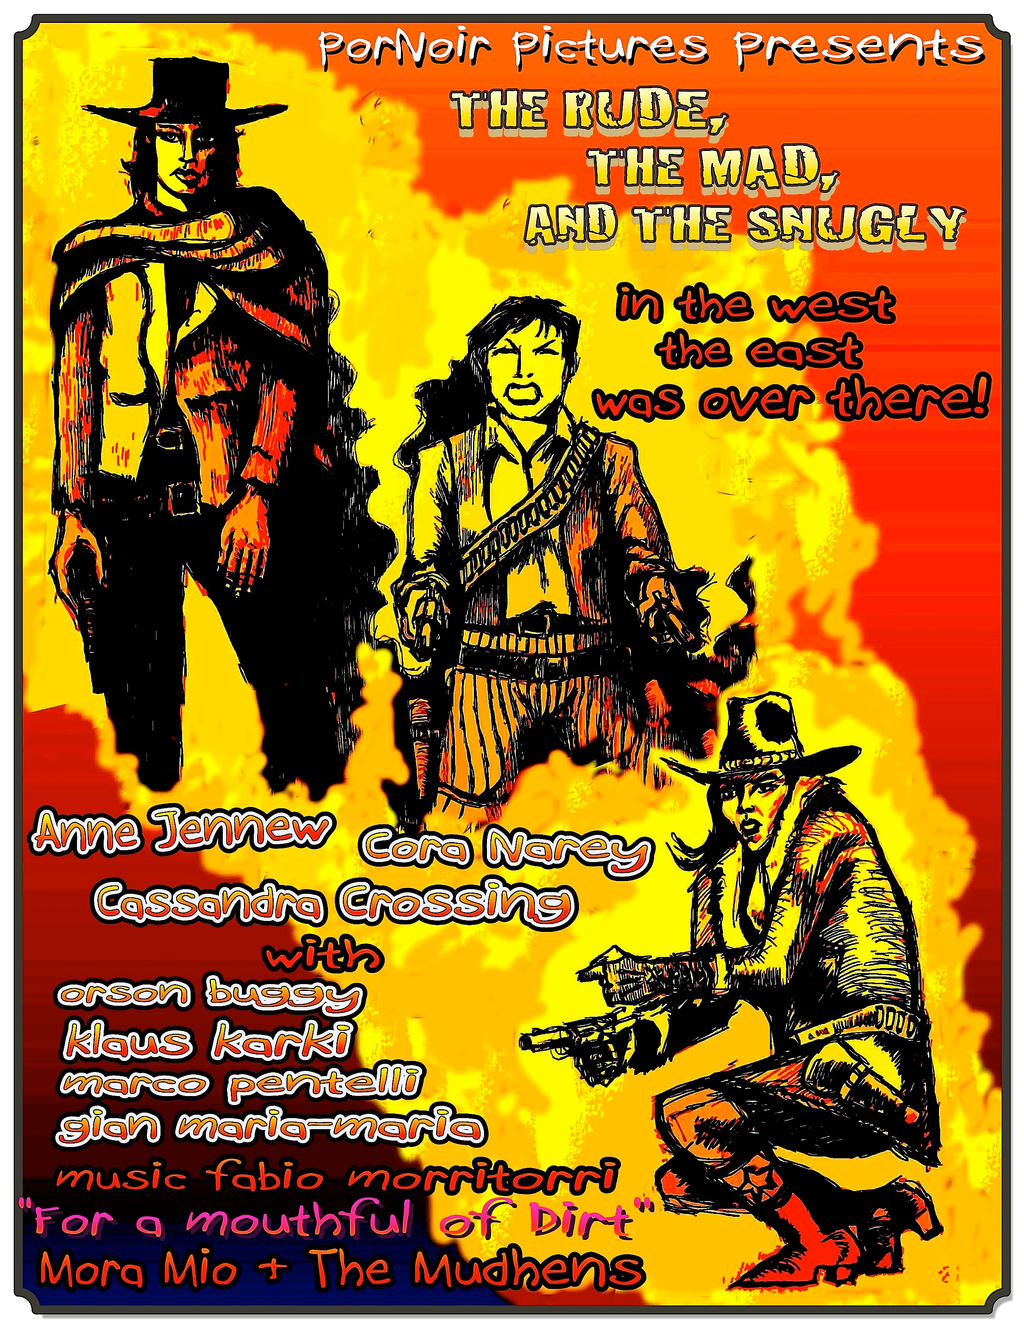 PorNoir Pictures Presents
THE RUDE,
THE MAD,
AND THE SNUGLY
in the west
the east
was over there!
Anne Jennew
Cora Narey
Cassandra Crossing
with
orson buggy
klaus karki
marco pentelli
gian maria-maria
music fabio morritorri
"For a mouthful of Dirt"
Mora Mio + The Mudhens